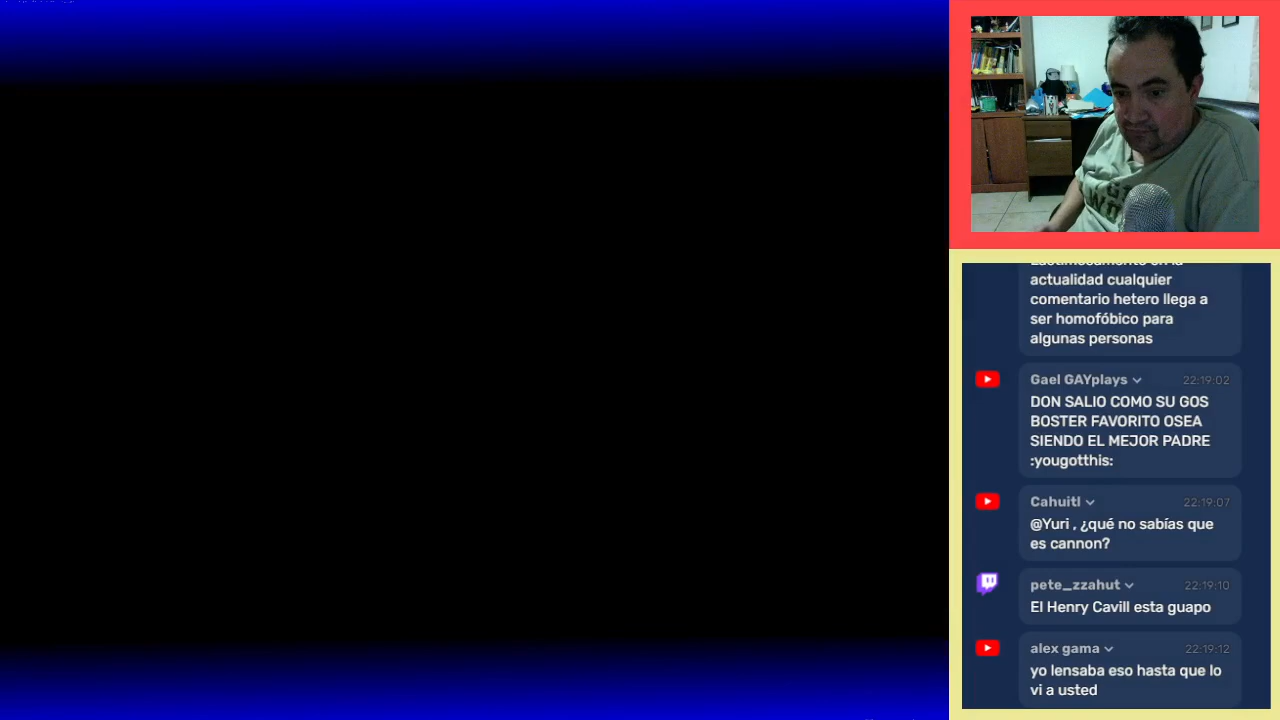 actualidad cualquier
comentario hetero llega a
ser homofóbico para
algunas personas
Gael GAYplays 22:19:02
DON SALIO COMO SU GOS
BOSTER FAVORITO OSEA
SIENDO EL MEJOR PADRE
:yougotthis:
Cahuitl 22:19:07
@Yuri , ¿qué no sabías que
es cannon?
pete_zzahut 22:19:10
El Henry Cavill esta guapo
alex gama 22:19:12
yo lensaba eso hasta que lo
vi a usted